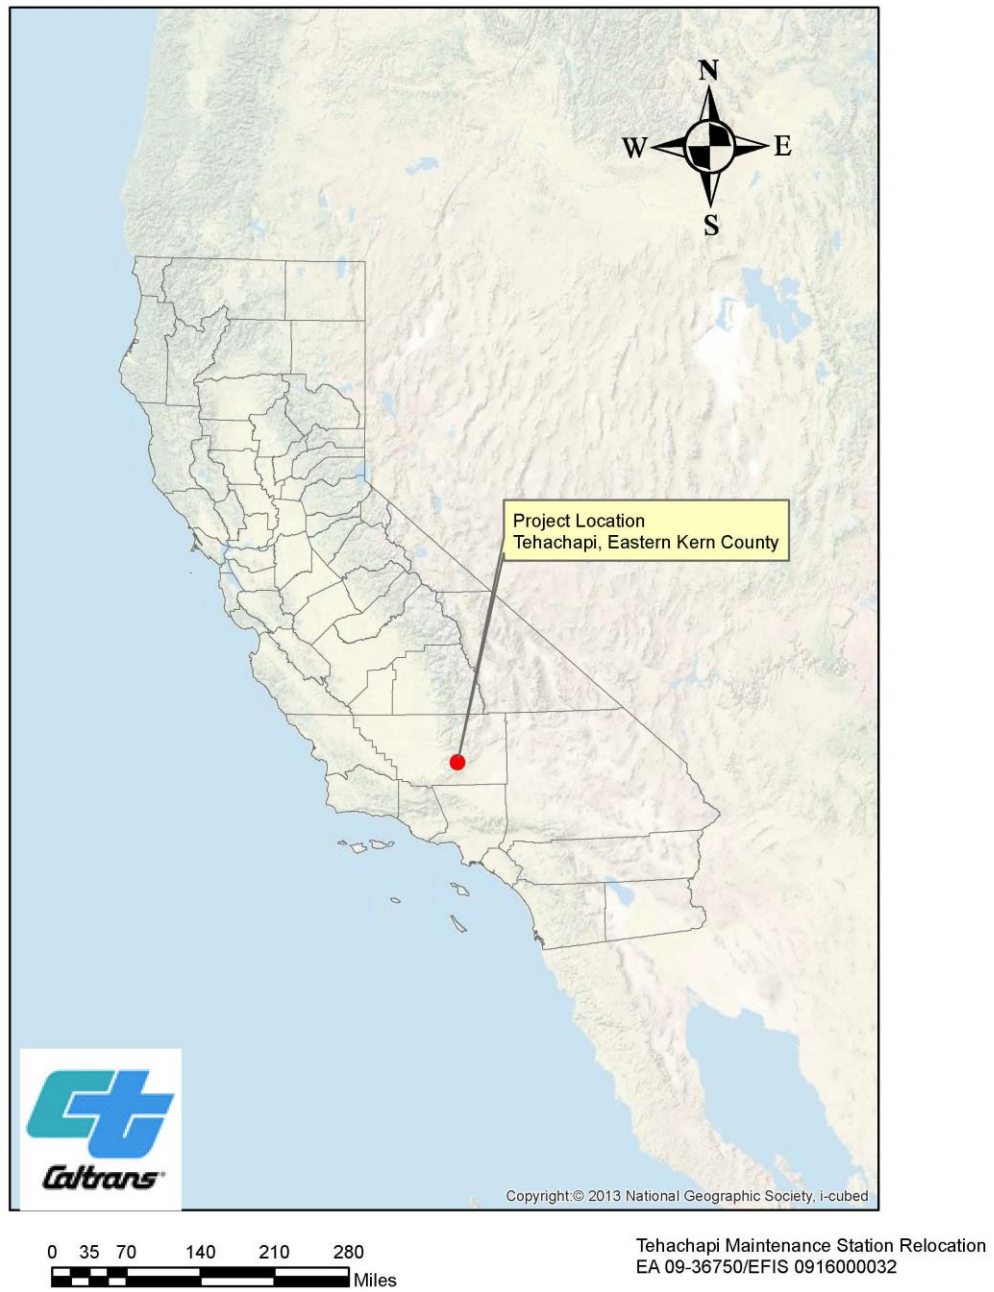 N
W E
S
Project Location
Tehachapi, Eastern Kern County
Caltrans
Copyright:© 2013 National Geographic Society, i-cubed
0 35 70 140 210 280
Miles
Tehachapi Maintenance Station Relocation
EA 09-36750/EFIS 0916000032